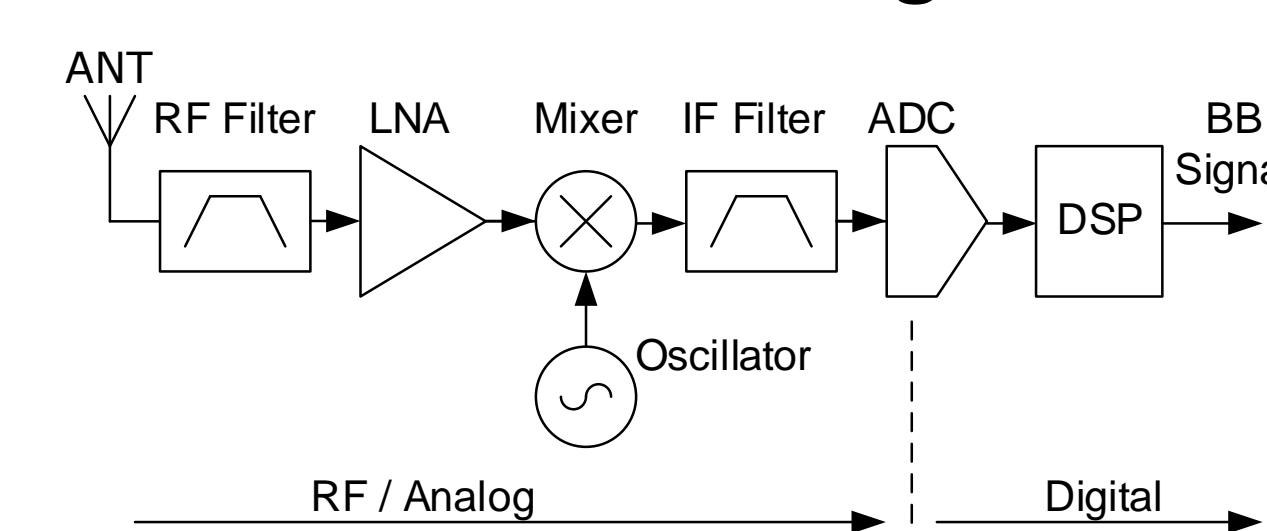 ANT
RF Filter
LNA
Mixer
IF Filter
ADC
BB
DSP
Oscillator
RF / Analog
Digital